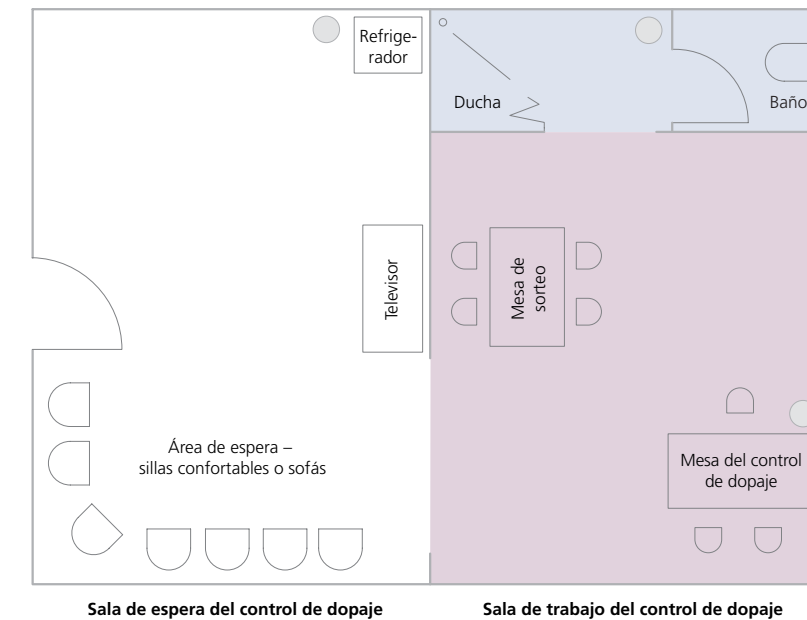 Refrige-
rador
Ducha
Baño
Televisor
Mesa de
sorteo
Área de espera –
sillas confortables o sofás
Mesa del control
de dopaje
Sala de espera del control de dopaje
Sala de trabajo del control de dopaje